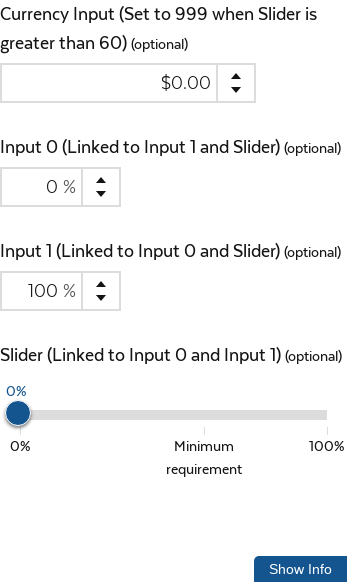 Currency Input (Set to 999 when Slider is
greater than 60) (optional)
$0.00
Input 0 (Linked to Input 1 and Slider) (optional)
0 %
Input 1 (Linked to Input 0 and Slider) (optional)
100 %
Slider (Linked to Input 0 and Input 1) (optional)
0%
0% Minimum 100%
requirement
Show Info